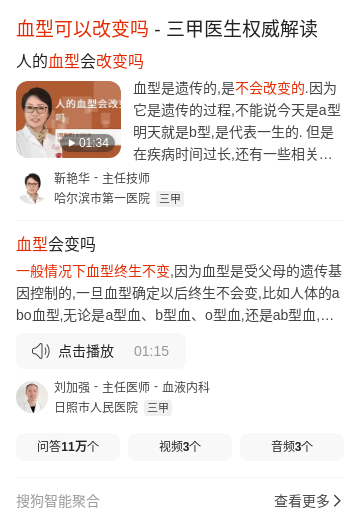 血型可以改变吗 - 三甲医生权威解读
人的血型会改变吗
人的血型会改变
吗
01:34
血型是遗传的,是不会改变的.因为
它是遗传的过程,不能说今天是a型
明天就是b型,是代表一生的. 但是
在疾病时间过长,还有一些相关…
靳艳华 - 主任技师
哈尔滨市第一医院 三甲
血型会变吗
一般情况下血型终生不变,因为血型是受父母的遗传基
因控制的,一旦血型确定以后终生不会变,比如人体的a
bo血型,无论是a型血、b型血、o型血,还是ab型血,…
点击播放 01:15
刘加强 - 主任医师 - 血液内科
日照市人民医院 三甲
问答11万个 视频3个 音频3个
搜狗智能聚合 查看更多